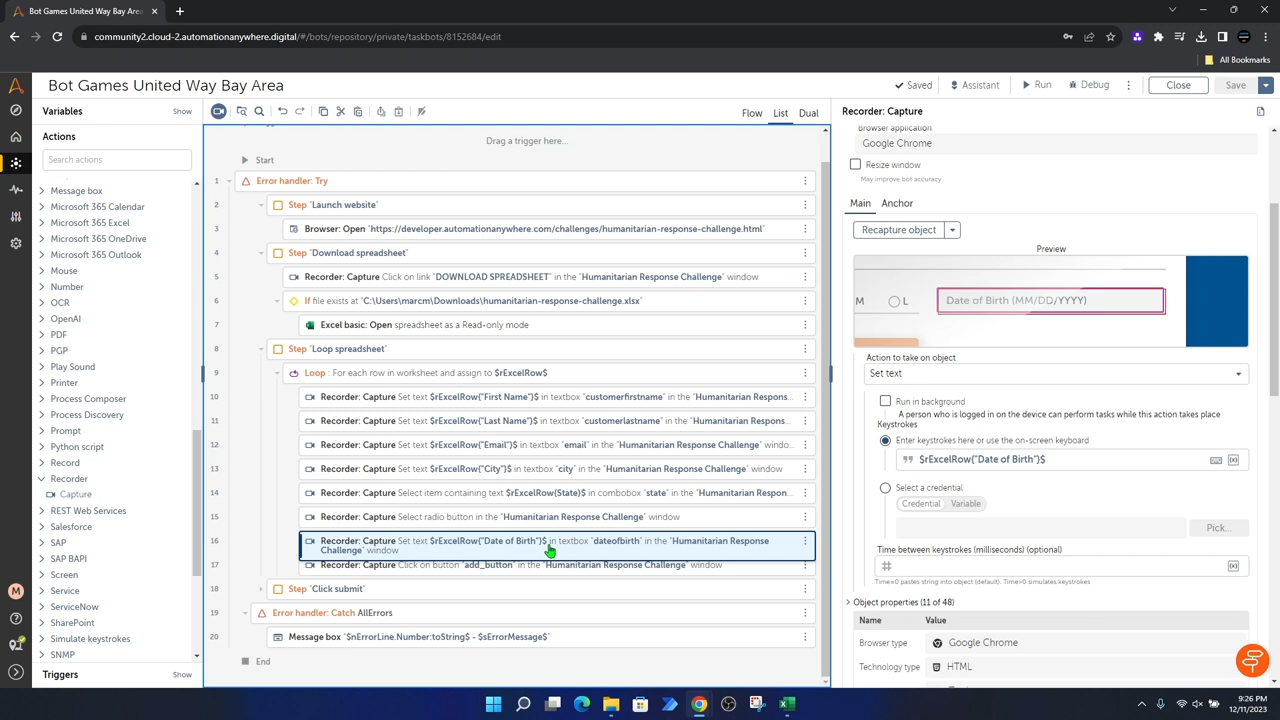 Bot Games United Way Bay Area
community2.cloud-2.automationanywhere.digital/#/bots/repository/private/taskbots/8152684/edit
All Bookmarks
Bot Games United Way Bay Area
Saved
Assistant
Run
Debug
Close
Save
Variables
Show
Flow
List
Dual
Recorder: Capture
Actions
Search actions
Message box
Microsoft 365 Calendar
Microsoft 365 Excel
Microsoft 365 OneDrive
Microsoft 365 Outlook
Mouse
Number
OCR
OpenAI
PDF
PGP
Play Sound
Printer
Process Composer
Process Discovery
Prompt
Python script
Record
Recorder
Capture
REST Web Services
Salesforce
SAP
SAP BAPI
Screen
Service
ServiceNow
SharePoint
Simulate keystrokes
SNMP
Triggers
Show
Drag a trigger here...
Start
1 Error handler: Try
2 Step "Launch website"
3 Browser: Open "https://developer.automationanywhere.com/challenges/humanitarian-response-challenge.html"
4 Step "Download spreadsheet"
5 Recorder: Capture Click on link "DOWNLOAD SPREADSHEET" in the "Humanitarian Response Challenge" window
6 If file exists at "C:\Users\marcm\Downloads\humanitarian-response-challenge.xlsx"
7 Excel basic: Open spreadsheet as a Read-only mode
8 Step "Loop spreadsheet"
9 Loop : For each row in worksheet and assign to $rExcelRow$
10 Recorder: Capture Set text $rExcelRow{"First Name"}$ in textbox "customerfirstname" in the "Humanitarian Respons...
11 Recorder: Capture Set text $rExcelRow{"Last Name"}$ in textbox "customerlastname" in the "Humanitarian Respons...
12 Recorder: Capture Set text $rExcelRow{"Email"}$ in textbox "email" in the "Humanitarian Response Challenge" windo...
13 Recorder: Capture Set text $rExcelRow{"City"}$ in textbox "city" in the "Humanitarian Response Challenge" window
14 Recorder: Capture Select item containing text $rExcelRow{State}$ in combobox "state" in the "Humanitarian Respon...
15 Recorder: Capture Select radio button in the "Humanitarian Response Challenge" window
16 Recorder: Capture Set text $rExcelRow{"Date of Birth"}$ in textbox "dateofbirth" in the "Humanitarian Response
Challenge" window
17 Recorder: Capture Click on button "add_button" in the "Humanitarian Response Challenge" window
18 Step "Click submit"
19 Error handler: Catch AllErrors
20 Message box "$nErrorLine.Number:toString$ - $sErrorMessage$"
End
Browser application
Google Chrome
Resize window
May improve bot accuracy
Main
Anchor
Recapture object
Preview
M
L
Date of Birth (MM/DD/YYYY)
Action to take on object
Set text
Run in background
A person who is logged in on the device can perform tasks while this action takes place
Keystrokes
Enter keystrokes here or use the on-screen keyboard
$rExcelRow{"Date of Birth"}$
(x)
Select a credential
Credential
Variable
Pick...
Time between keystrokes (milliseconds) (optional)
(x)
Time=0 pastes string into object (default). Time>0 simulates keystrokes
Object properties (11 of 48)
Name
Value
Browser type
Google Chrome
Technology type
HTML
M
9:26 PM
12/11/2023